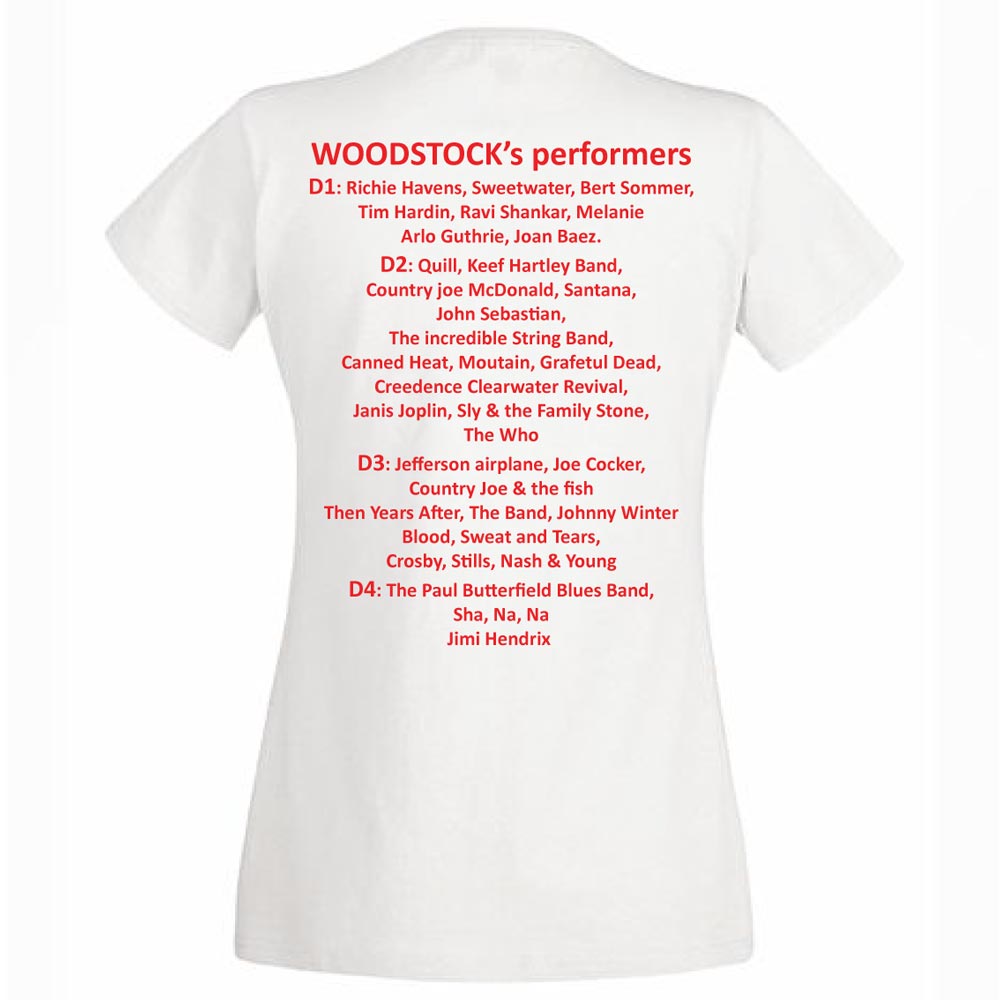 WOODSTOCK’s performers
D1: Richie Havens, Sweetwater, Bert Sommer,
Tim Hardin, Ravi Shankar, Melanie
Arlo Guthrie, Joan Baez.
D2: Quill, Keef Hartley Band,
Country joe McDonald, Santana,
John Sebastian,
The incredible String Band,
Canned Heat, Moutain, Grafetul Dead,
Creedence Clearwater Revival,
Janis Joplin, Sly & the Family Stone,
The Who
D3: Jefferson airplane, Joe Cocker,
Country Joe & the fish
Then Years After, The Band, Johnny Winter
Blood, Sweat and Tears,
Crosby, Stills, Nash & Young
D4: The Paul Butterfield Blues Band,
Sha, Na, Na
Jimi Hendrix